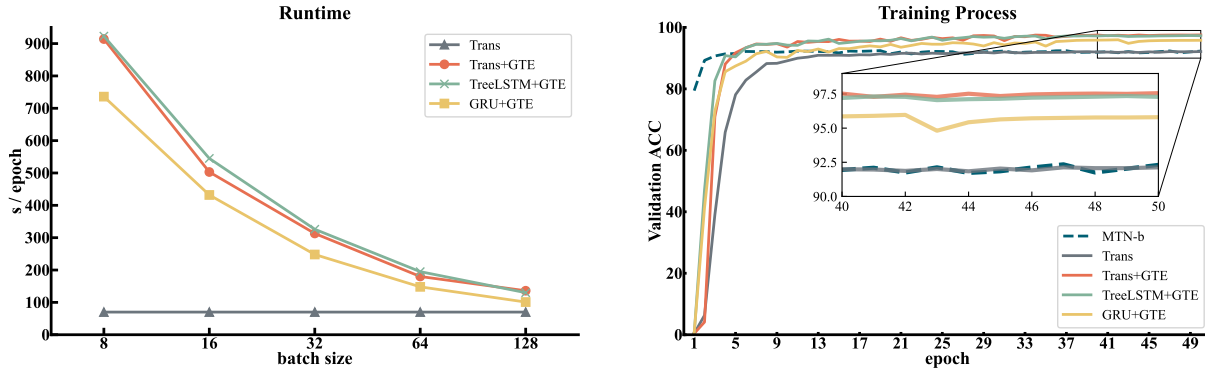 Runtime
900
800
700
600
500
400
300
200
100
0
s / epoch
8
16
32
64
128
batch size
Trans
Trans+GTE
TreeLSTM+GTE
GRU+GTE
Training Process
100
80
60
40
20
0
Validation ACC
1
5
9
13
17
21
25
29
33
37
41
45
49
epoch
97.5
95.0
92.5
90.0
40
42
44
46
48
50
MTN-b
Trans
Trans+GTE
TreeLSTM+GTE
GRU+GTE